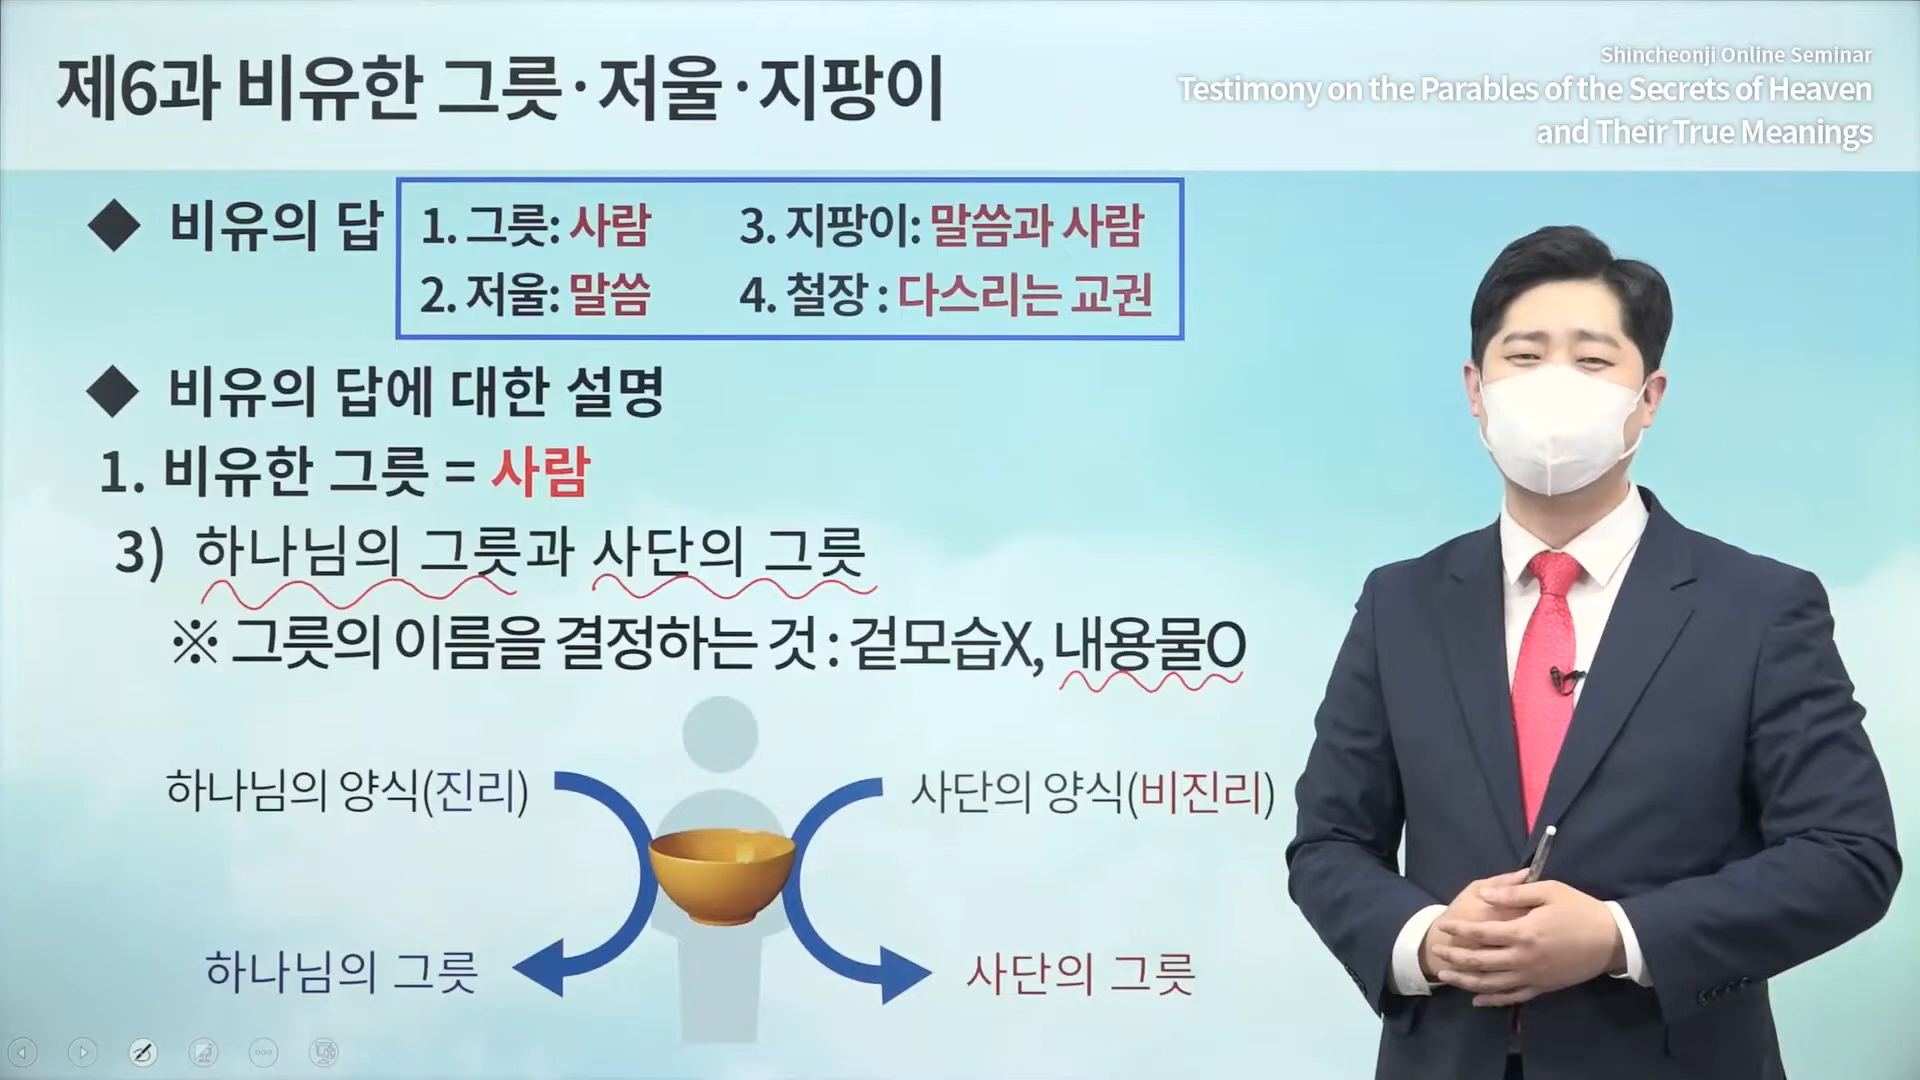 제6과 비유한 그릇·저울·지팡이
Shincheonji Online Seminar
Testimony on the Parables of the Secrets of Heaven
and Their True Meanings
◆ 비유의 답
1. 그릇: 사람
3. 지팡이: 말씀과 사람
2. 저울: 말씀
4. 철장 : 다스리는 교권
◆ 비유의 답에 대한 설명
1. 비유한 그릇 = 사람
3) 하나님의 그릇과 사단의 그릇
※ 그릇의 이름을 결정하는 것 : 겉모습X, 내용물O
하나님의 양식(진리)
사단의 양식(비진리)
하나님의 그릇
사단의 그릇